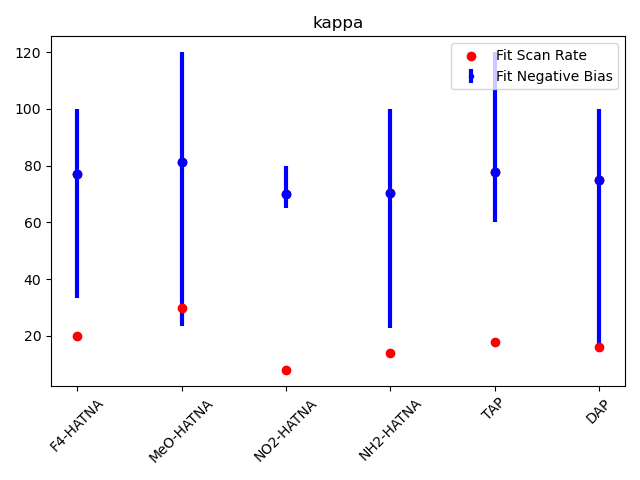 kappa
Fit Scan Rate
Fit Negative Bias
120
100
80
60
40
20
F4-HATNA
MeO-HATNA
NO2-HATNA
NH2-HATNA
TAP
DAP